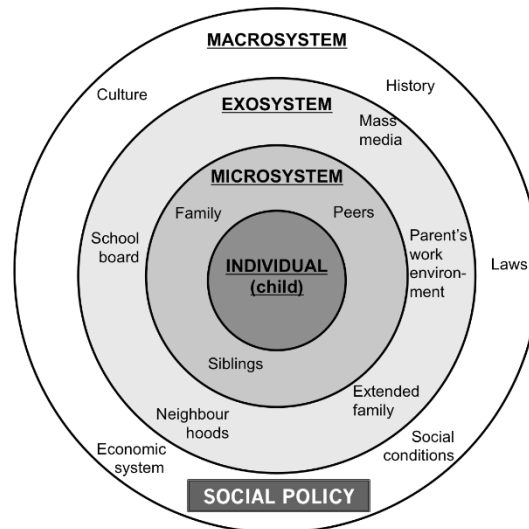 MACROSYSTEM
Culture
History
EXOSYSTEM
Mass
media
MICROSYSTEM
Family
Peers
School
board
Parent's
work
environ-
ment
Laws
INDIVIDUAL
(child)
Siblings
Extended
family
Neighbour
hoods
Social
conditions
Economic
system
SOCIAL POLICY